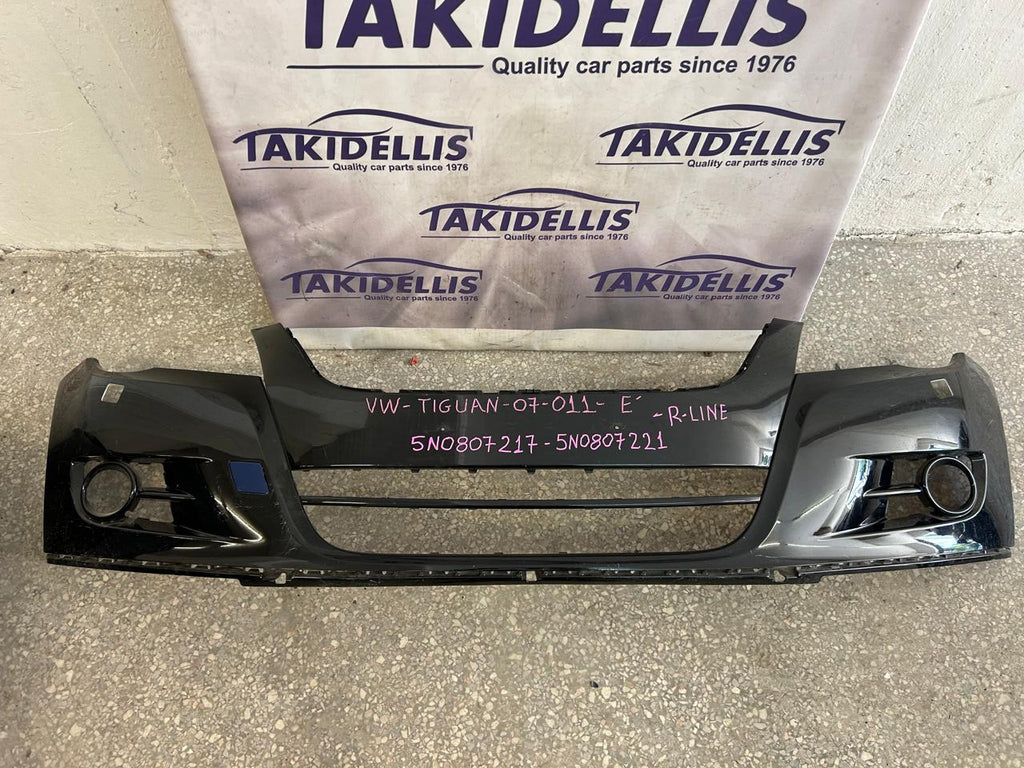 TAKIDELLIS
Quality car parts since 1976
TAKIDELLIS
Quality car parts since 1976
TAKIDELLIS
Quality car parts since 1976
TAKIDELLIS
Quality car parts since 1976
TAKIDELLIS
Quality car parts since 1976
TAKIDELLIS
Quality car parts since 1976
VW-TIGUAN-07-011- E' -R-LINE
5N0807217-5N0807221